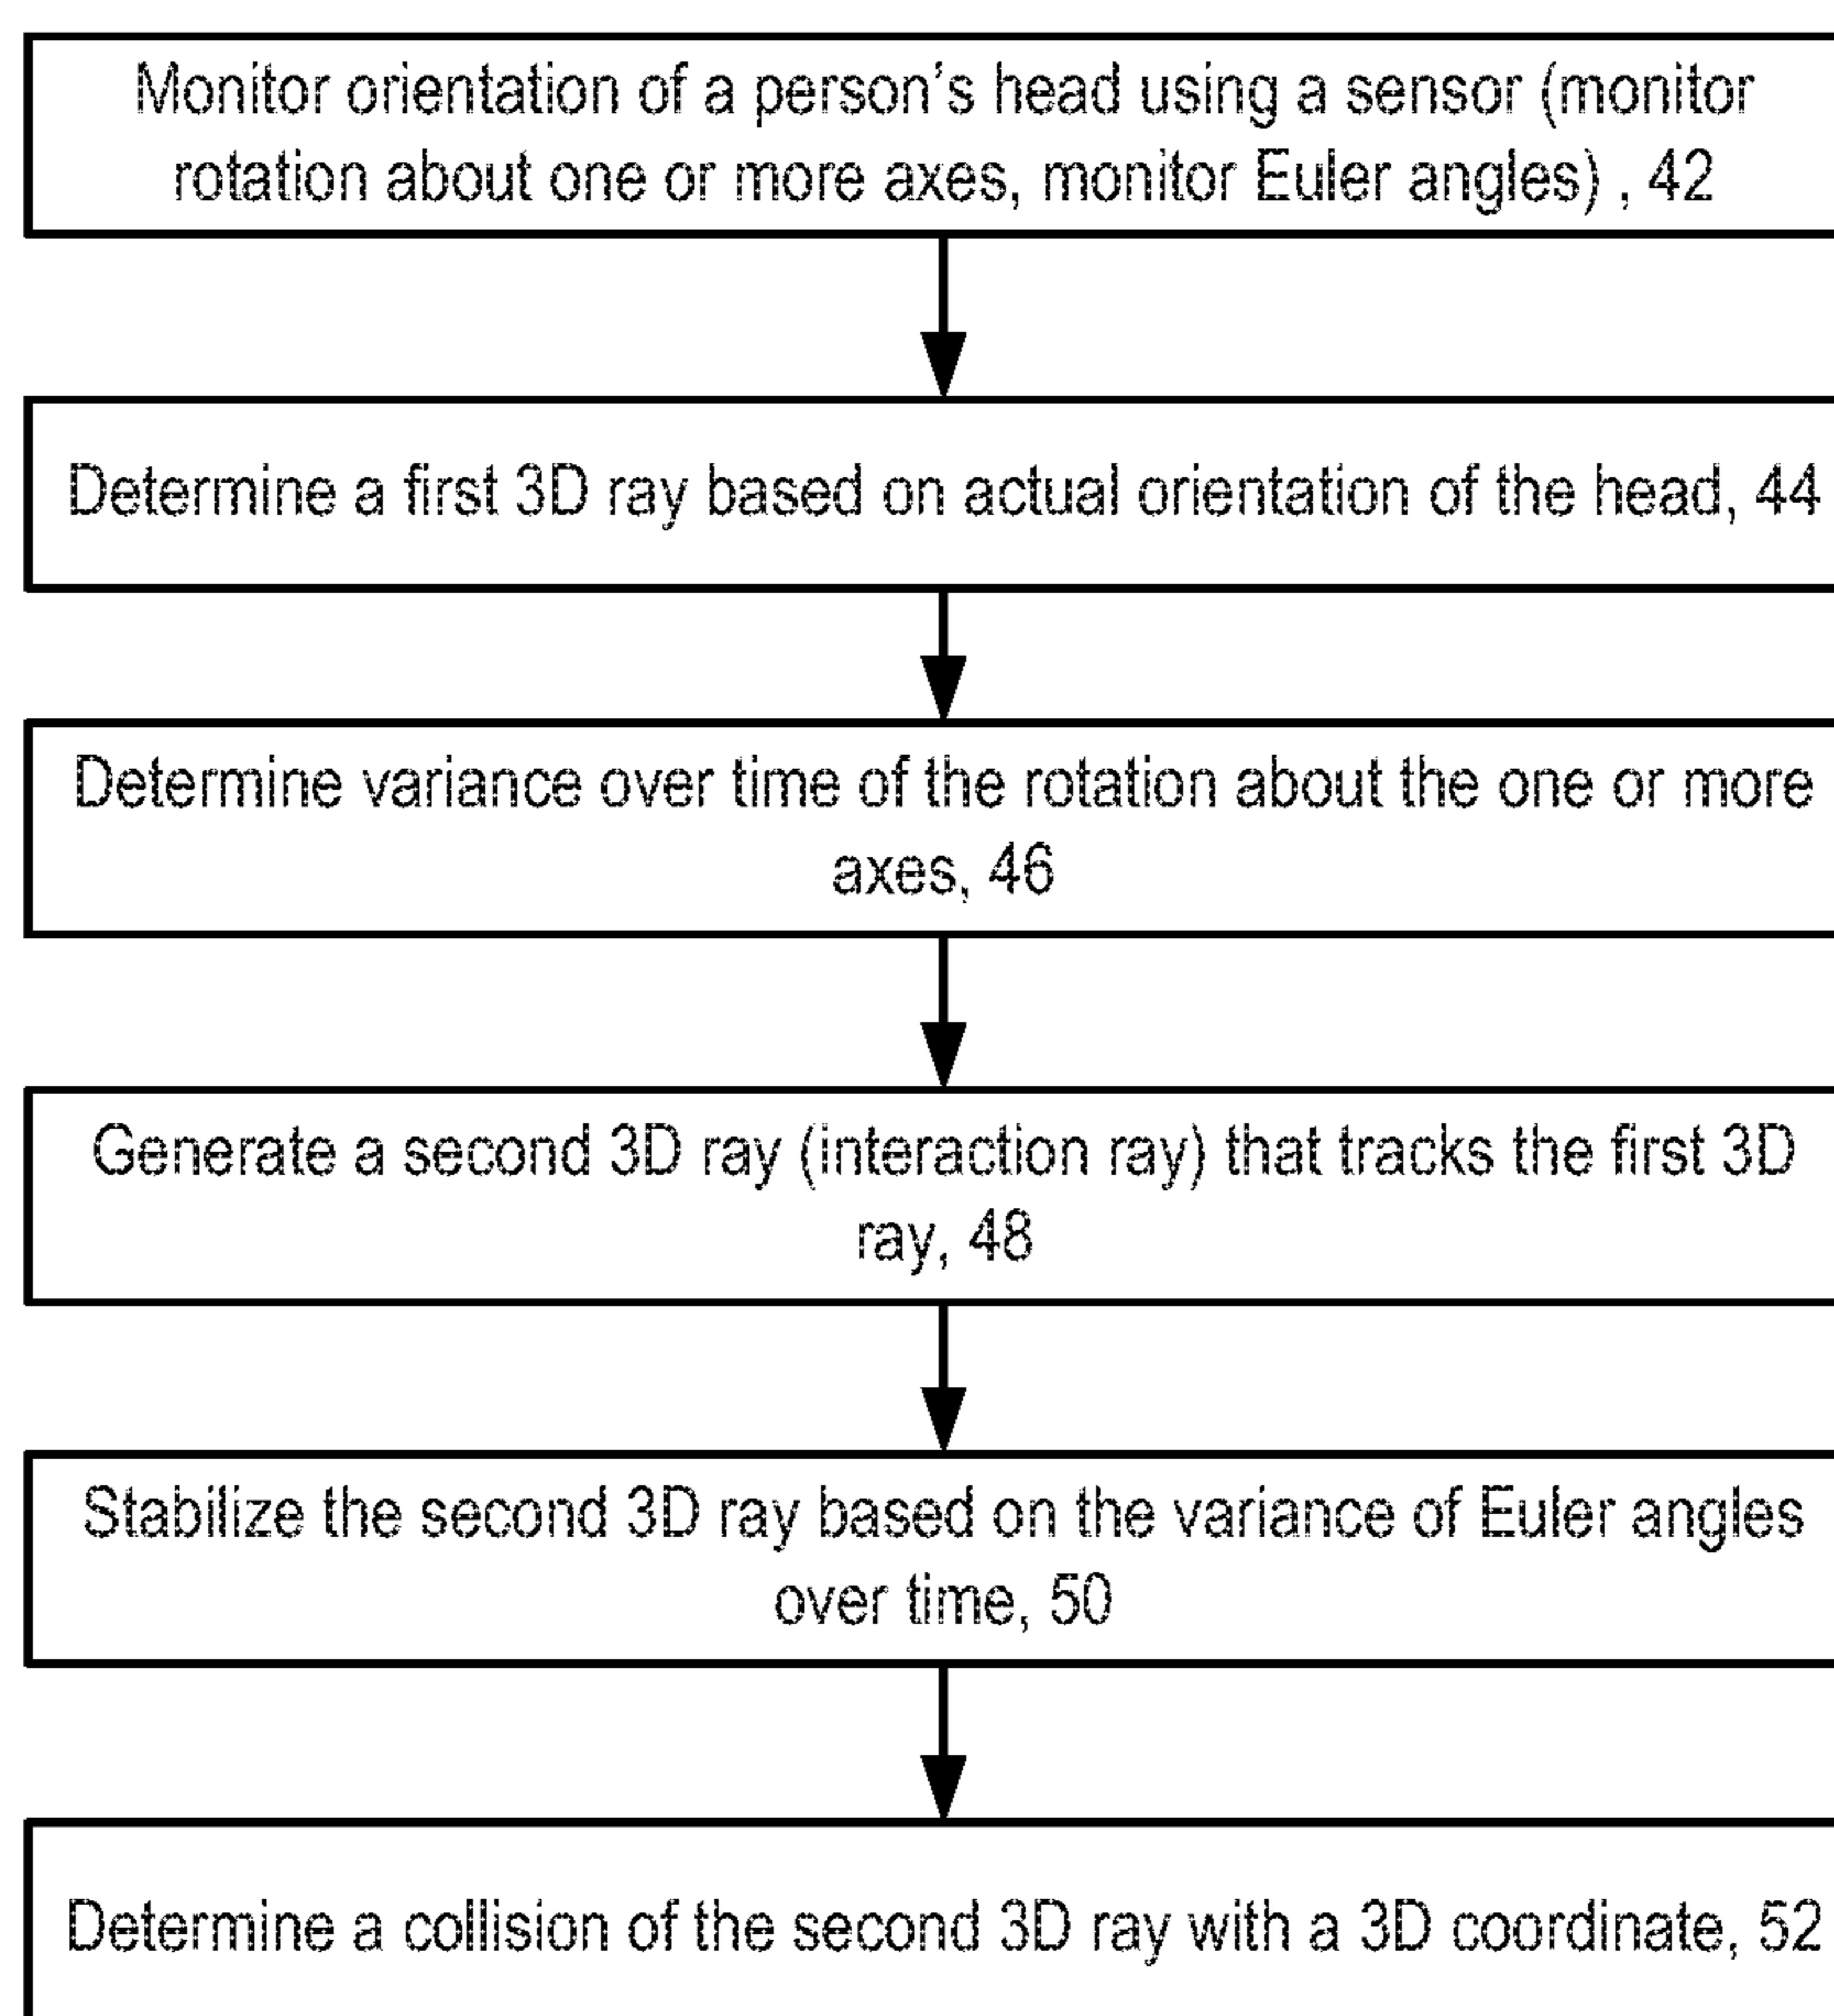 Monitor orientation of a person's head using a sensor (monitor
rotation about one or more axes, monitor Euler angles) , 42
Determine a first 3D ray based on actual orientation of the head, 44
Determine variance over time of the rotation about the one or more
axes, 46
Generate a second 3D ray (interaction ray) that tracks the first 3D
ray, 48
Stabilize the second 3D ray based on the variance of Euler angles
over time, 50
Determine a collision of the second 3D ray with a 3D coordinate, 52